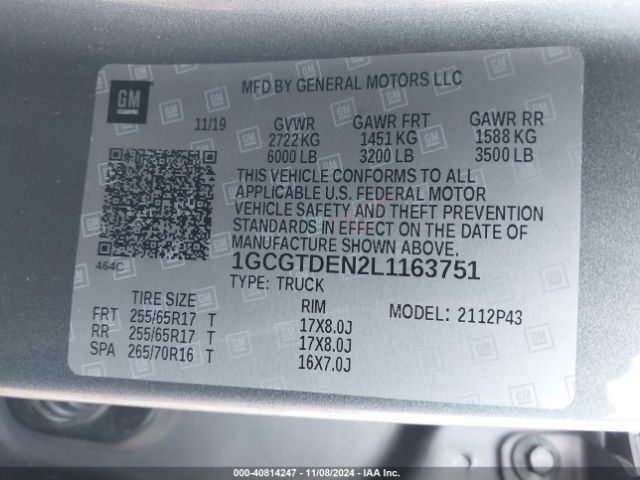 GM
MFD BY GENERAL MOTORS LLC
11/19 GVWR GAWR FRT GAWR RR
2722 KG 1451 KG 1588 KG
6000 LB 3200 LB 3500 LB
THIS VEHICLE CONFORMS TO ALL
APPLICABLE U.S. FEDERAL MOTOR
VEHICLE SAFETY AND THEFT PREVENTION
STANDARDS IN EFFECT ON THE DATE OF
MANUFACTURE SHOWN ABOVE.
464C
1GCGTDEN2L1163751
TYPE: TRUCK
TIRE SIZE RIM MODEL: 2112P43
FRT 255/65R17 T 17X8.0J
RR 255/65R17 T 17X8.0J
SPA 265/70R16 T 16X7.0J
000-40814247 - 11/08/2024 - IAA Inc.